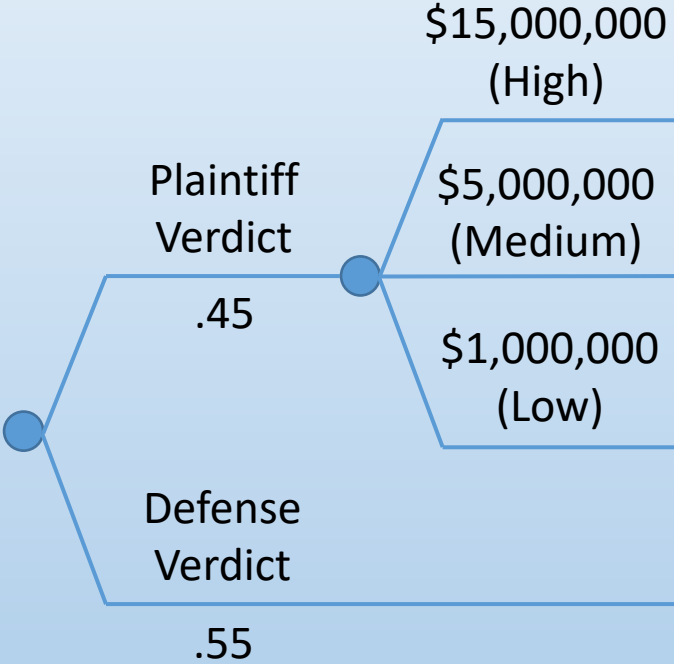 $15,000,000
(High)
Plaintiff
Verdict
.45
$5,000,000
(Medium)
$1,000,000
(Low)
Defense
Verdict
.55